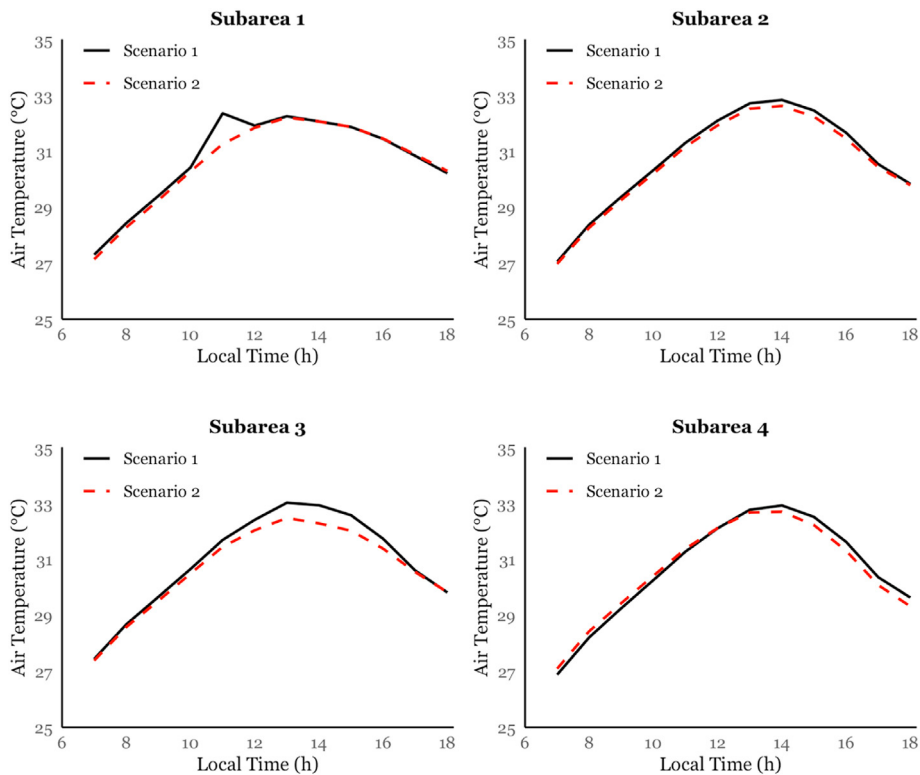 Subarea 1
Scenario 1
Scenario 2
Air Temperature (°C)
35
33
31
29
27
25
6 8 10 12 14 16 18
Local Time (h)
Subarea 2
Scenario 1
Scenario 2
Air Temperature (°C)
35
33
31
29
27
25
6 8 10 12 14 16 18
Local Time (h)
Subarea 3
Scenario 1
Scenario 2
Air Temperature (°C)
35
33
31
29
27
25
6 8 10 12 14 16 18
Local Time (h)
Subarea 4
Scenario 1
Scenario 2
Air Temperature (°C)
35
33
31
29
27
25
6 8 10 12 14 16 18
Local Time (h)